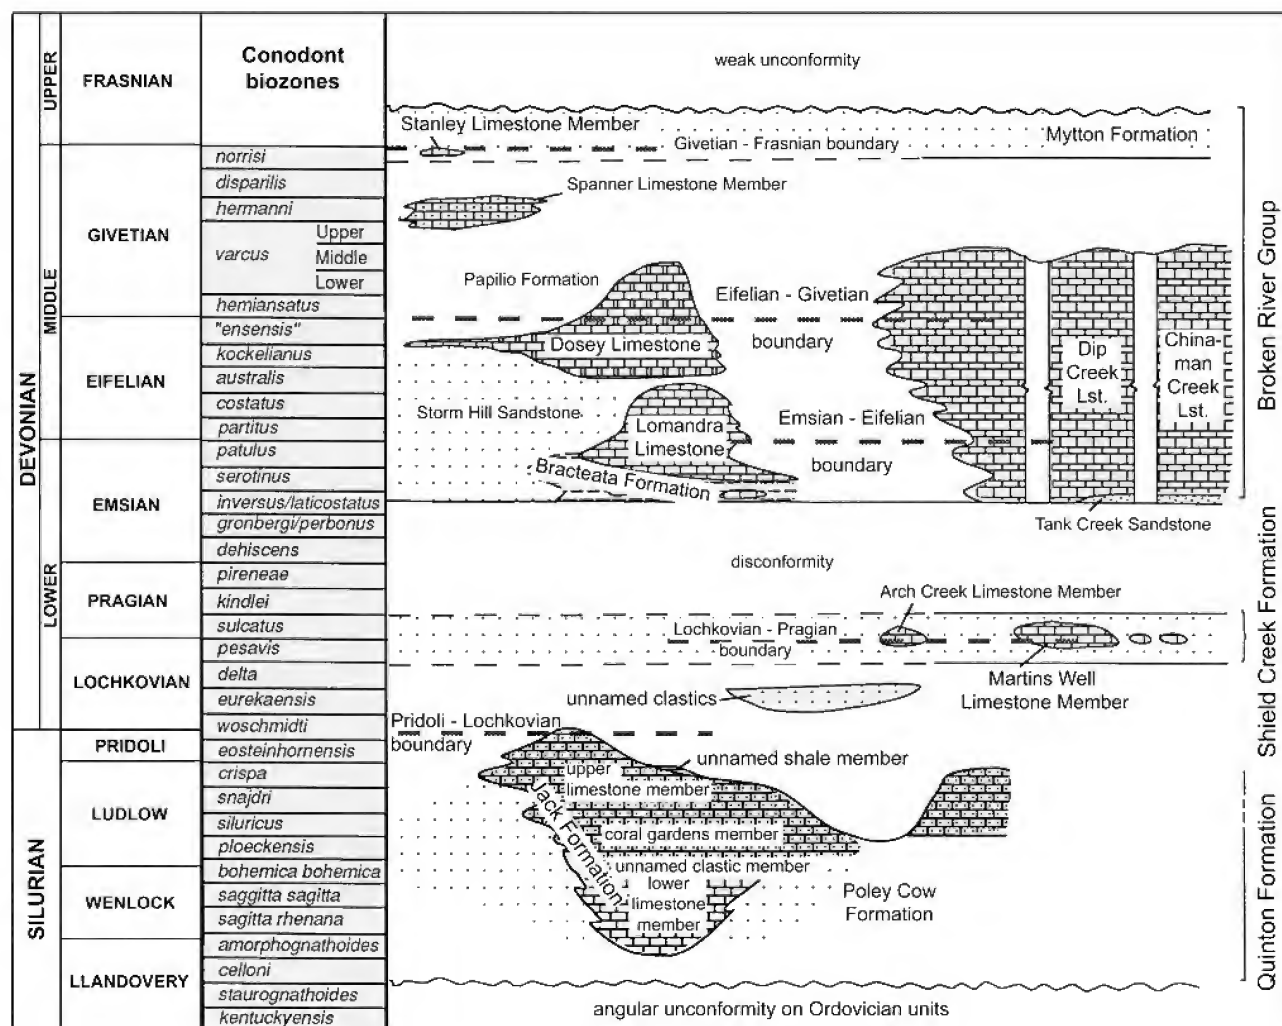 UPPER
FRASNIAN
Conodont
biozones
weak unconformity
Stanley Limestone Member
Mytton Formation
Givetian - Frasnian boundary
MIDDLE
GIVETIAN
norrisi
disparilis
hermanni
varcus
Upper
Middle
Lower
hemiansatus
Spanner Limestone Member
Papilio Formation
Eifelian - Givetian
boundary
Broken River Group
DEVONIAN
EIFELIAN
"ensensis"
kockelianus
australis
costatus
partitus
Dosey Limestone
Dip
Creek
Lst.
China-
man
Creek
Lst.
Storm Hill Sandstone
Lomandra
Limestone
Emsian - Eifelian
boundary
LOWER
EMSIAN
patulus
serotinus
inversus/laticostatus
gronbergi/perbonus
dehiscens
Bracteata Formation
Tank Creek Sandstone
disconformity
PRAGIAN
pireneae
kindlei
sulcatus
Arch Creek Limestone Member
Lochkovian - Pragian
boundary
Shield Creek Formation
LOCHKOVIAN
pesavis
delta
eurekaensis
woschmidti
Martins Well
Limestone Member
unnamed clastics
Pridoli - Lochkovian
boundary
SILURIAN
PRIDOLI
eosteinhornensis
unnamed shale member
LUDLOW
crispa
snajdri
siluricus
ploeckensis
upper
limestone member
Jack Formation
coral gardens member
Quinton Formation
WENLOCK
bohemica bohemica
saggitta sagitta
sagitta rhenana
amorphognathoides
unnamed clastic member
lower
limestone
member
Poley Cow
Formation
LLANDOVERY
celloni
staurognathoides
kentuckyensis
angular unconformity on Ordovician units